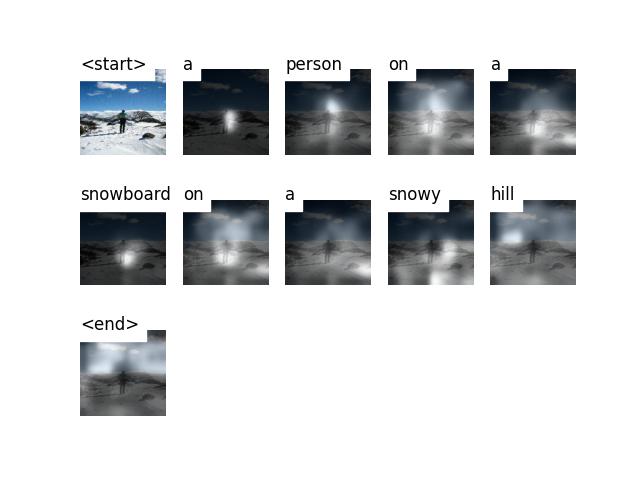 <start> a person on a
snowboard on a snowy hill
<end>